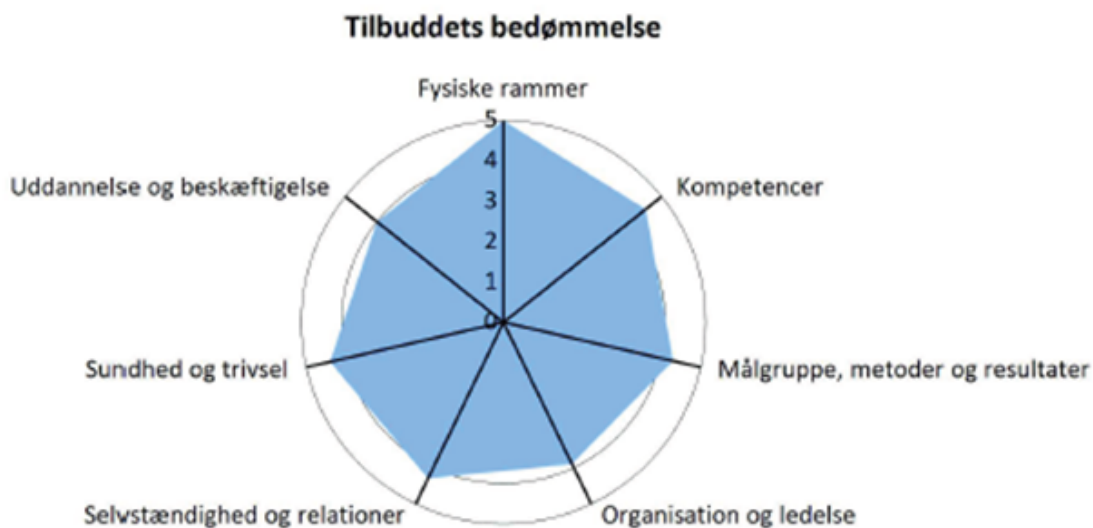 Tilbuddets bedømmelse
Fysiske rammer
5
4
3
2
1
0
Kompetencer
Målgruppe, metoder og resultater
Organisation og ledelse
Selvstændighed og relationer
Sundhed og trivsel
Uddannelse og beskæftigelse